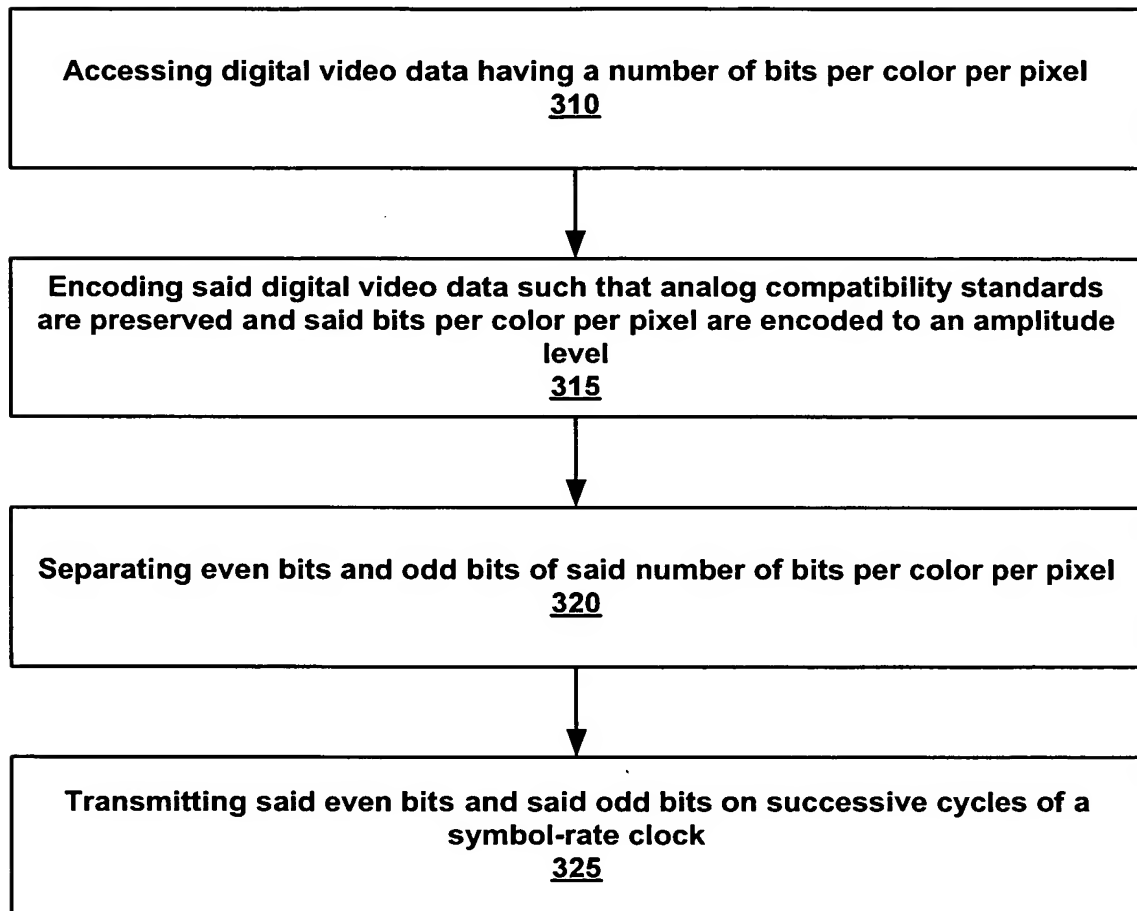 Accessing digital video data having a number of bits per color per pixel
310
Encoding said digital video data such that analog compatibility standards
are preserved and said bits per color per pixel are encoded to an amplitude
level
315
Separating even bits and odd bits of said number of bits per color per pixel
320
Transmitting said even bits and said odd bits on successive cycles of a
symbol-rate clock
325